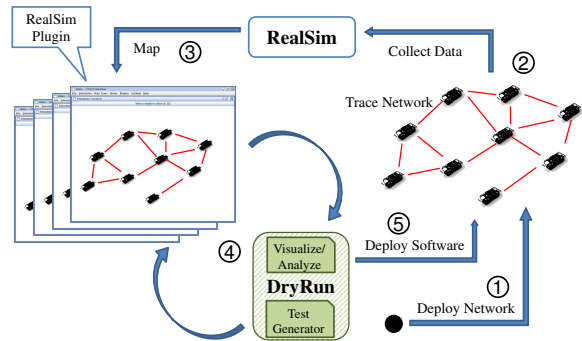 RealSim
Plugin
Map
③
RealSim
Collect Data
②
Trace Network
④
Visualize/
Analyze
DryRun
Test
Generator
⑤
Deploy Software
①
Deploy Network